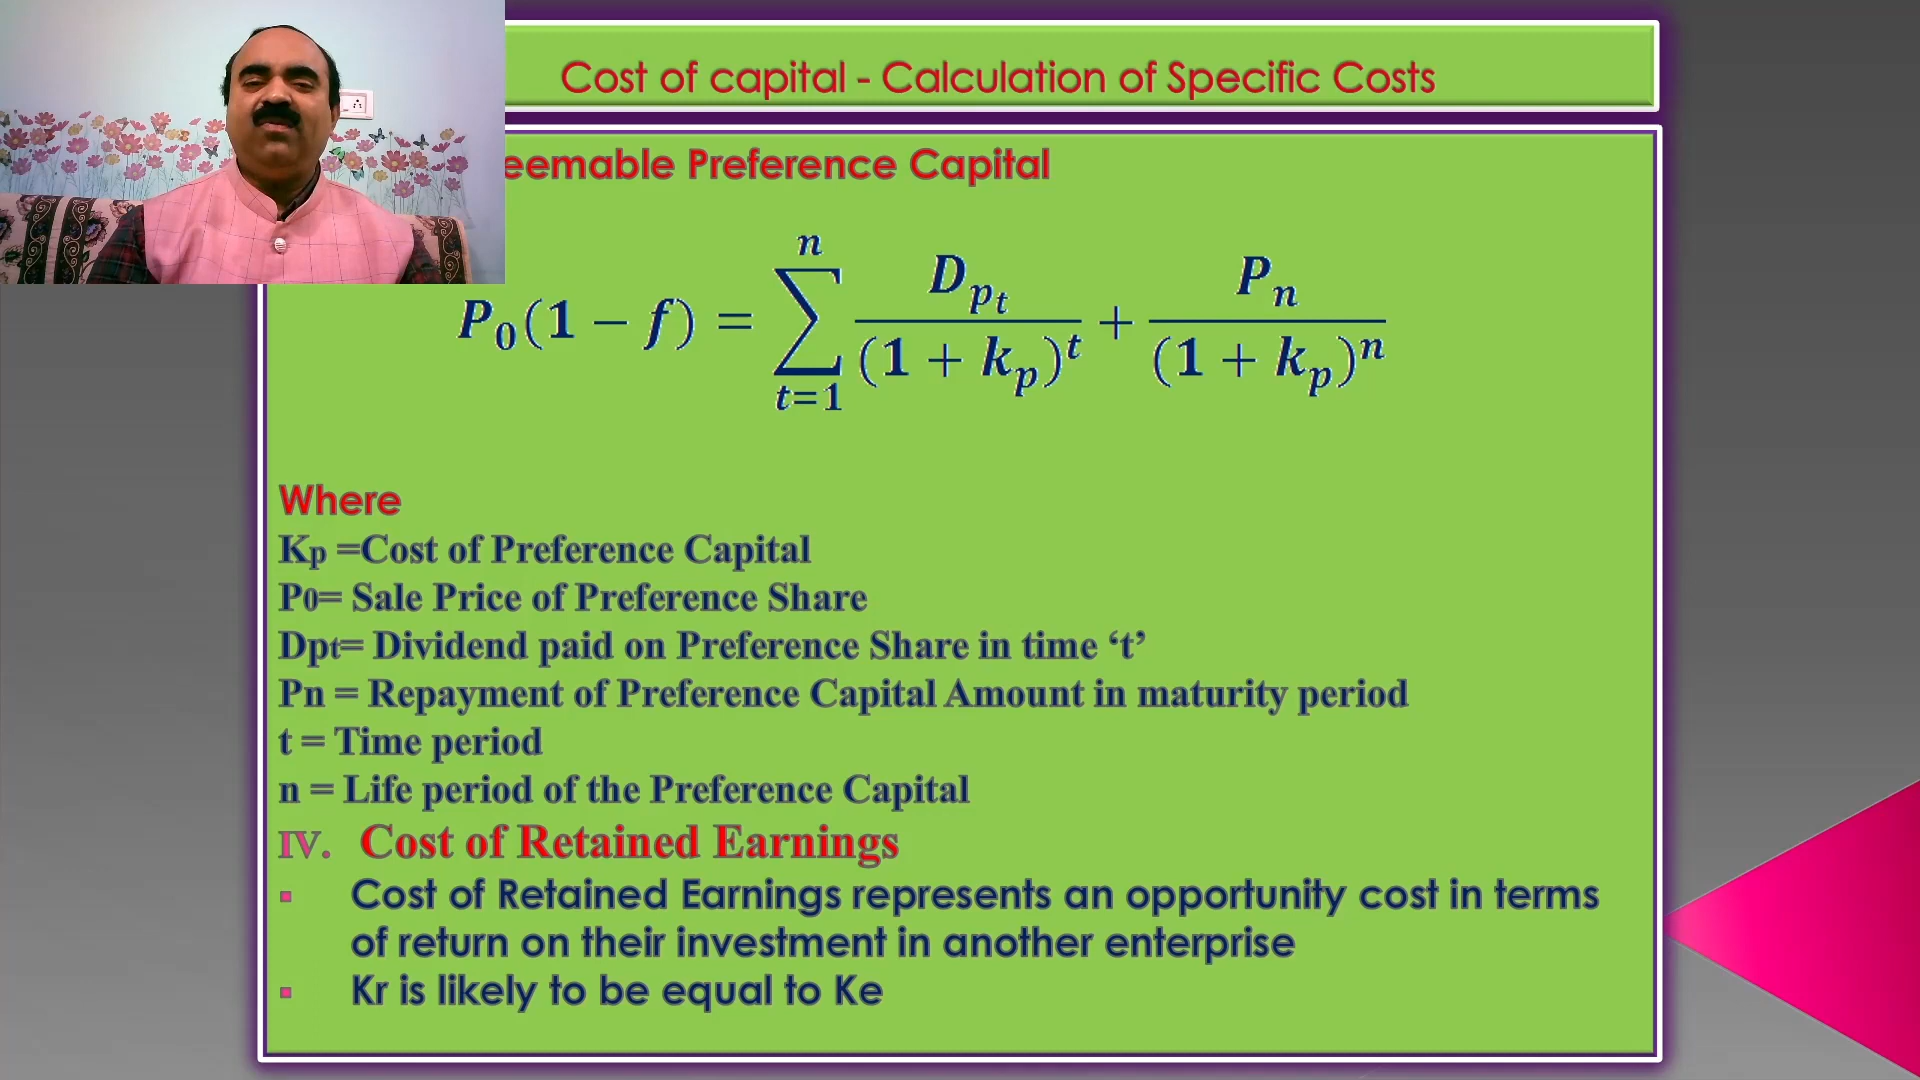 Cost of capital - Calculation of Specific Costs
eemable Preference Capital
P₀(1 − f) = ∑ₜ₌₁ⁿ Dₚₜ/(1 + kₚ)ᵗ + Pₙ/(1 + kₚ)ⁿ
Where
Kp =Cost of Preference Capital
P0= Sale Price of Preference Share
Dpt= Dividend paid on Preference Share in time ‘t’
Pn = Repayment of Preference Capital Amount in maturity period
t = Time period
n = Life period of the Preference Capital
IV. Cost of Retained Earnings
▪ Cost of Retained Earnings represents an opportunity cost in terms
of return on their investment in another enterprise
▪ Kr is likely to be equal to Ke